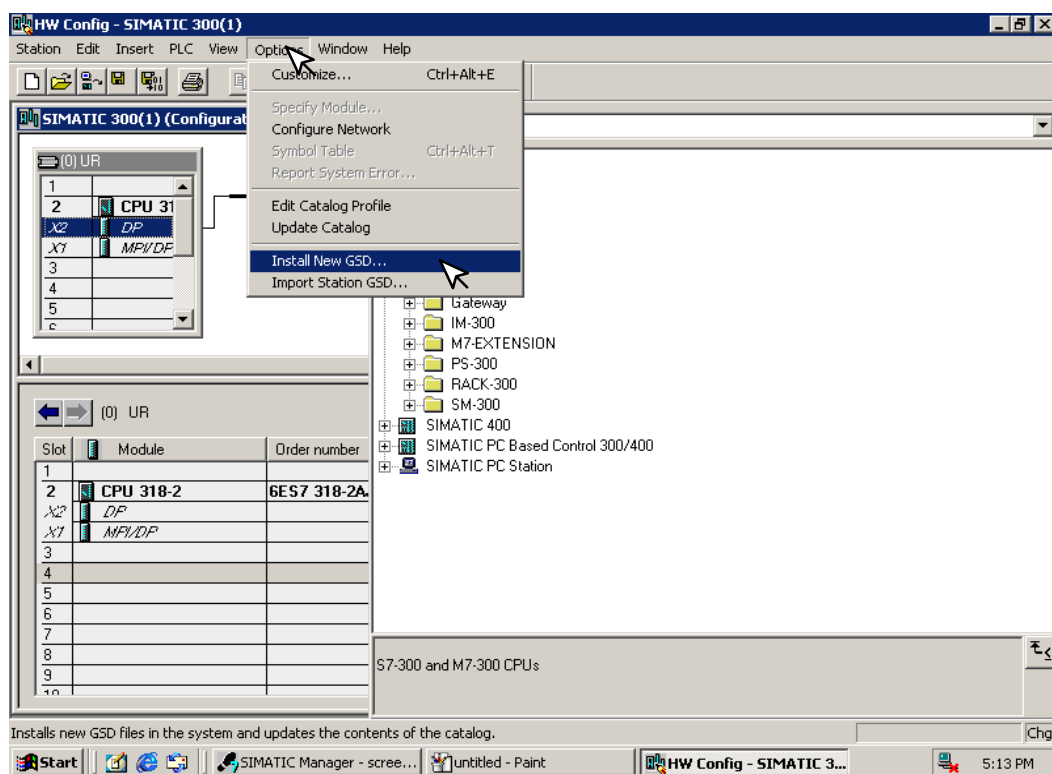 HW Config - SIMATIC 300(1)
Station Edit Insert PLC View Options Window Help
Customize... Ctrl+Alt+E
Specify Module...
Configure Network
Symbol Table Ctrl+Alt+T
Report System Error...
Edit Catalog Profile
Update Catalog
Install New GSD...
Import Station GSD...
SIMATIC 300(1) (Configurat
(0) UR
1
2 CPU 31
X2 DP
X1 MPI/DP
3
4
5
Gateway
IM-300
M7-EXTENSION
PS-300
RACK-300
SM-300
SIMATIC 400
SIMATIC PC Based Control 300/400
SIMATIC PC Station
(0) UR
Slot Module Order number
1
2 CPU 318-2 6ES7 318-2A
X2 DP
X1 MPI/DP
3
4
5
6
7
8
9
10
S7-300 and M7-300 CPUs
Installs new GSD files in the system and updates the contents of the catalog.
Chg
Start SIMATIC Manager - scree... untitled - Paint HW Config - SIMATIC 3... 5:13 PM